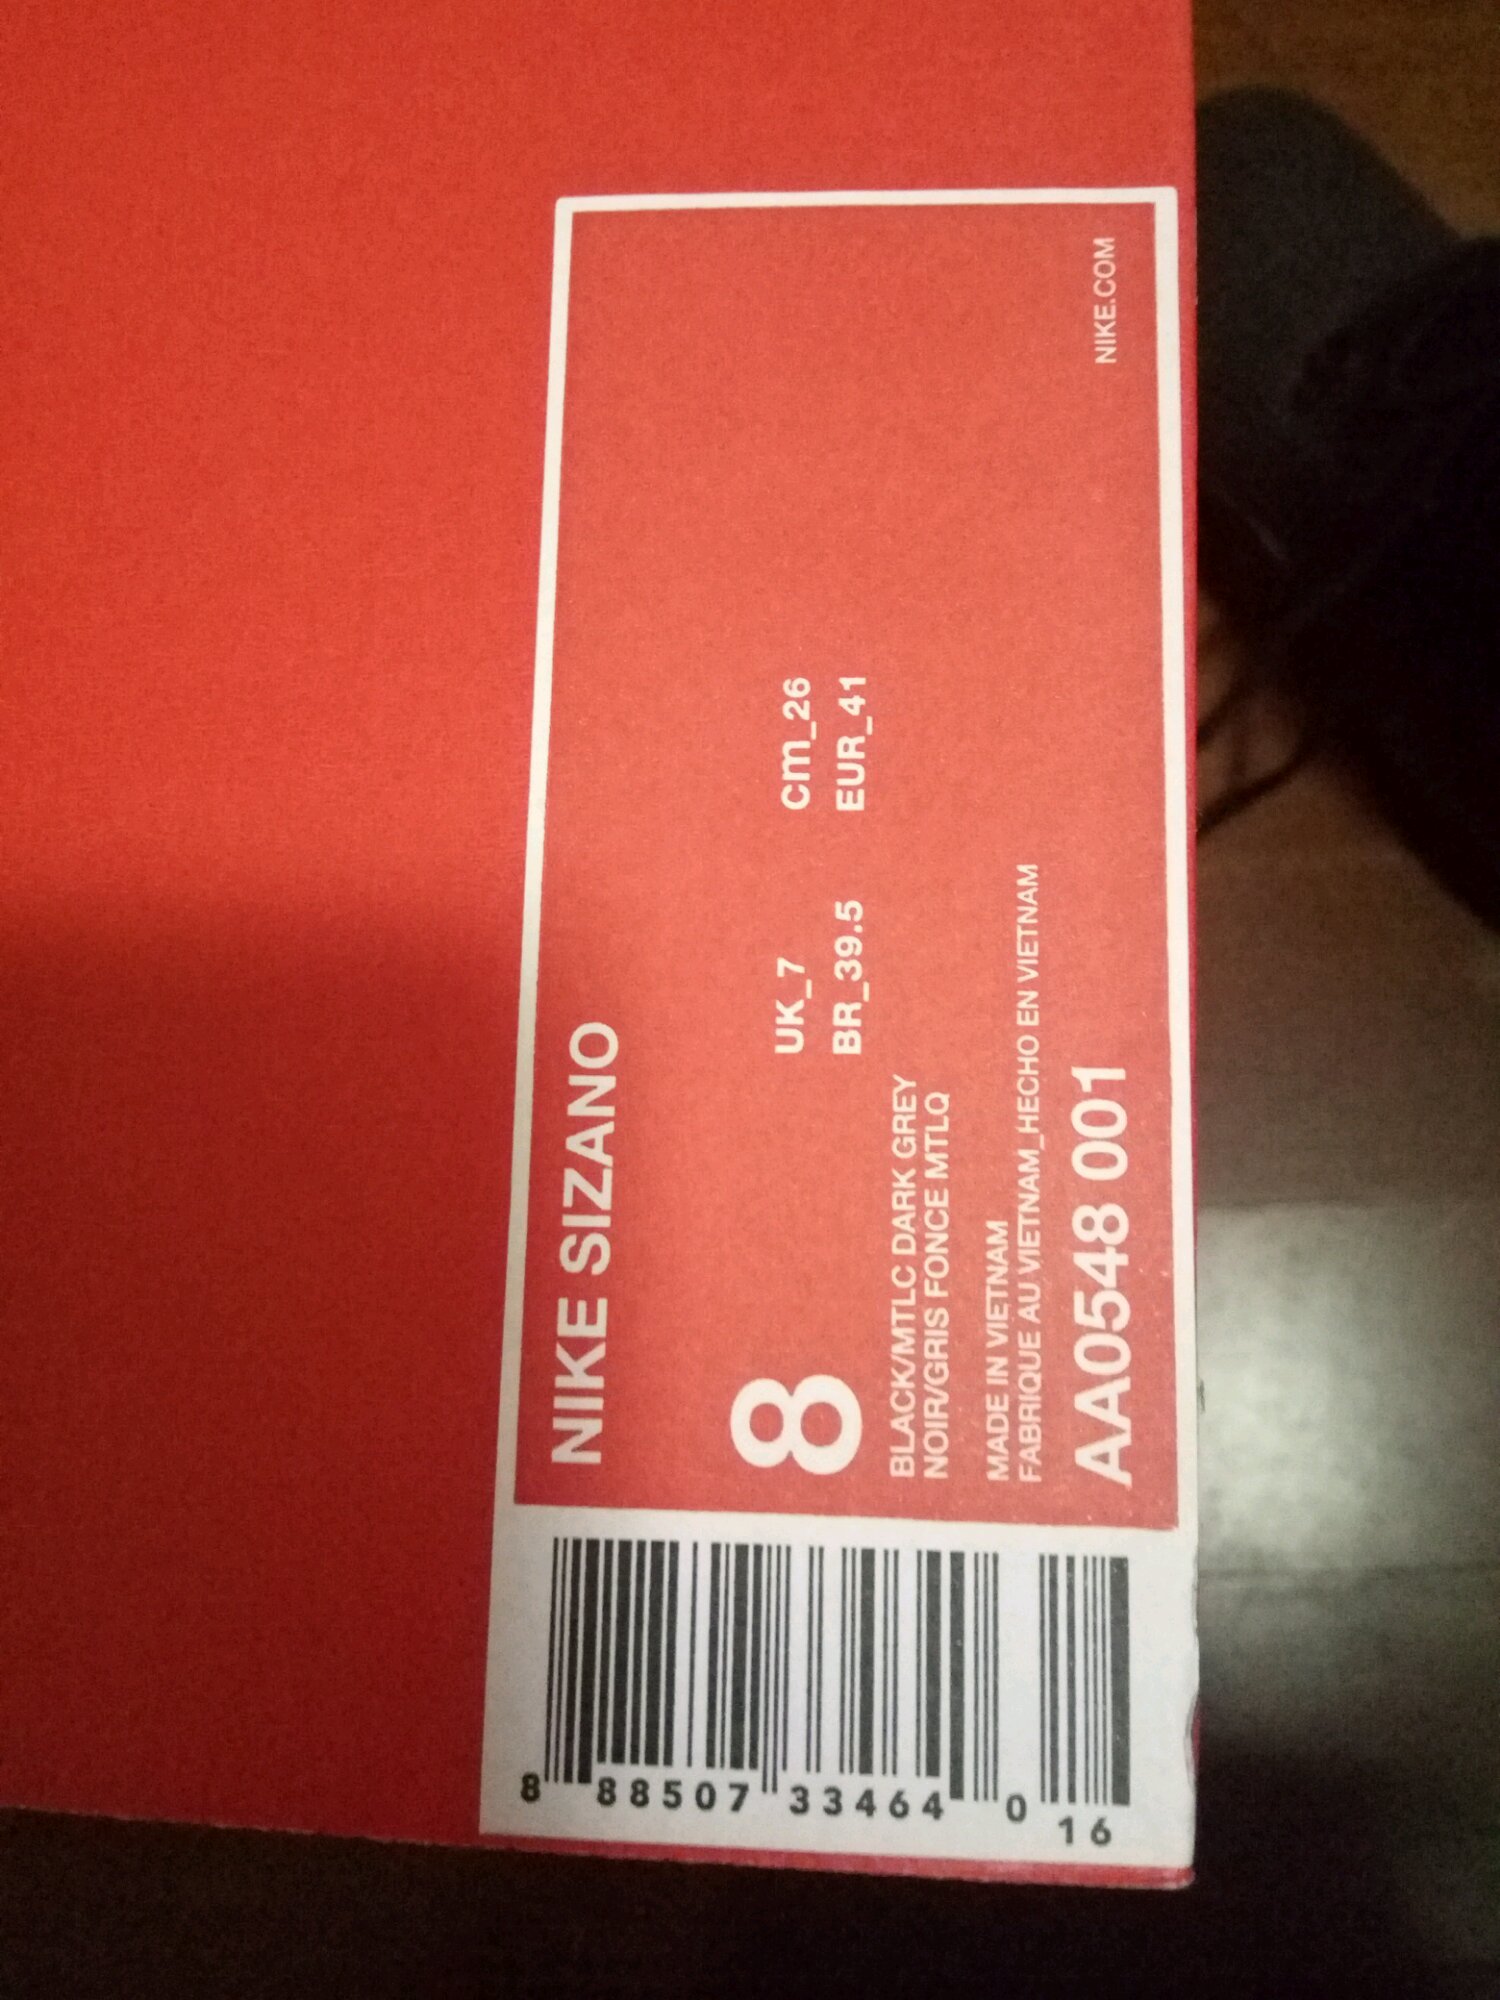 NIKE SIZANO
8
UK_7 Cm_26
BR_39.5 EUR_41
BLACK/MTLC DARK GREY
NOIR/GRIS FONCE MTLQ
MADE IN VIETNAM
FABRIQUE AU VIETNAM_HECHO EN VIETNAM
AA0548 001
NIKE.COM
8 88507 33464 0
16